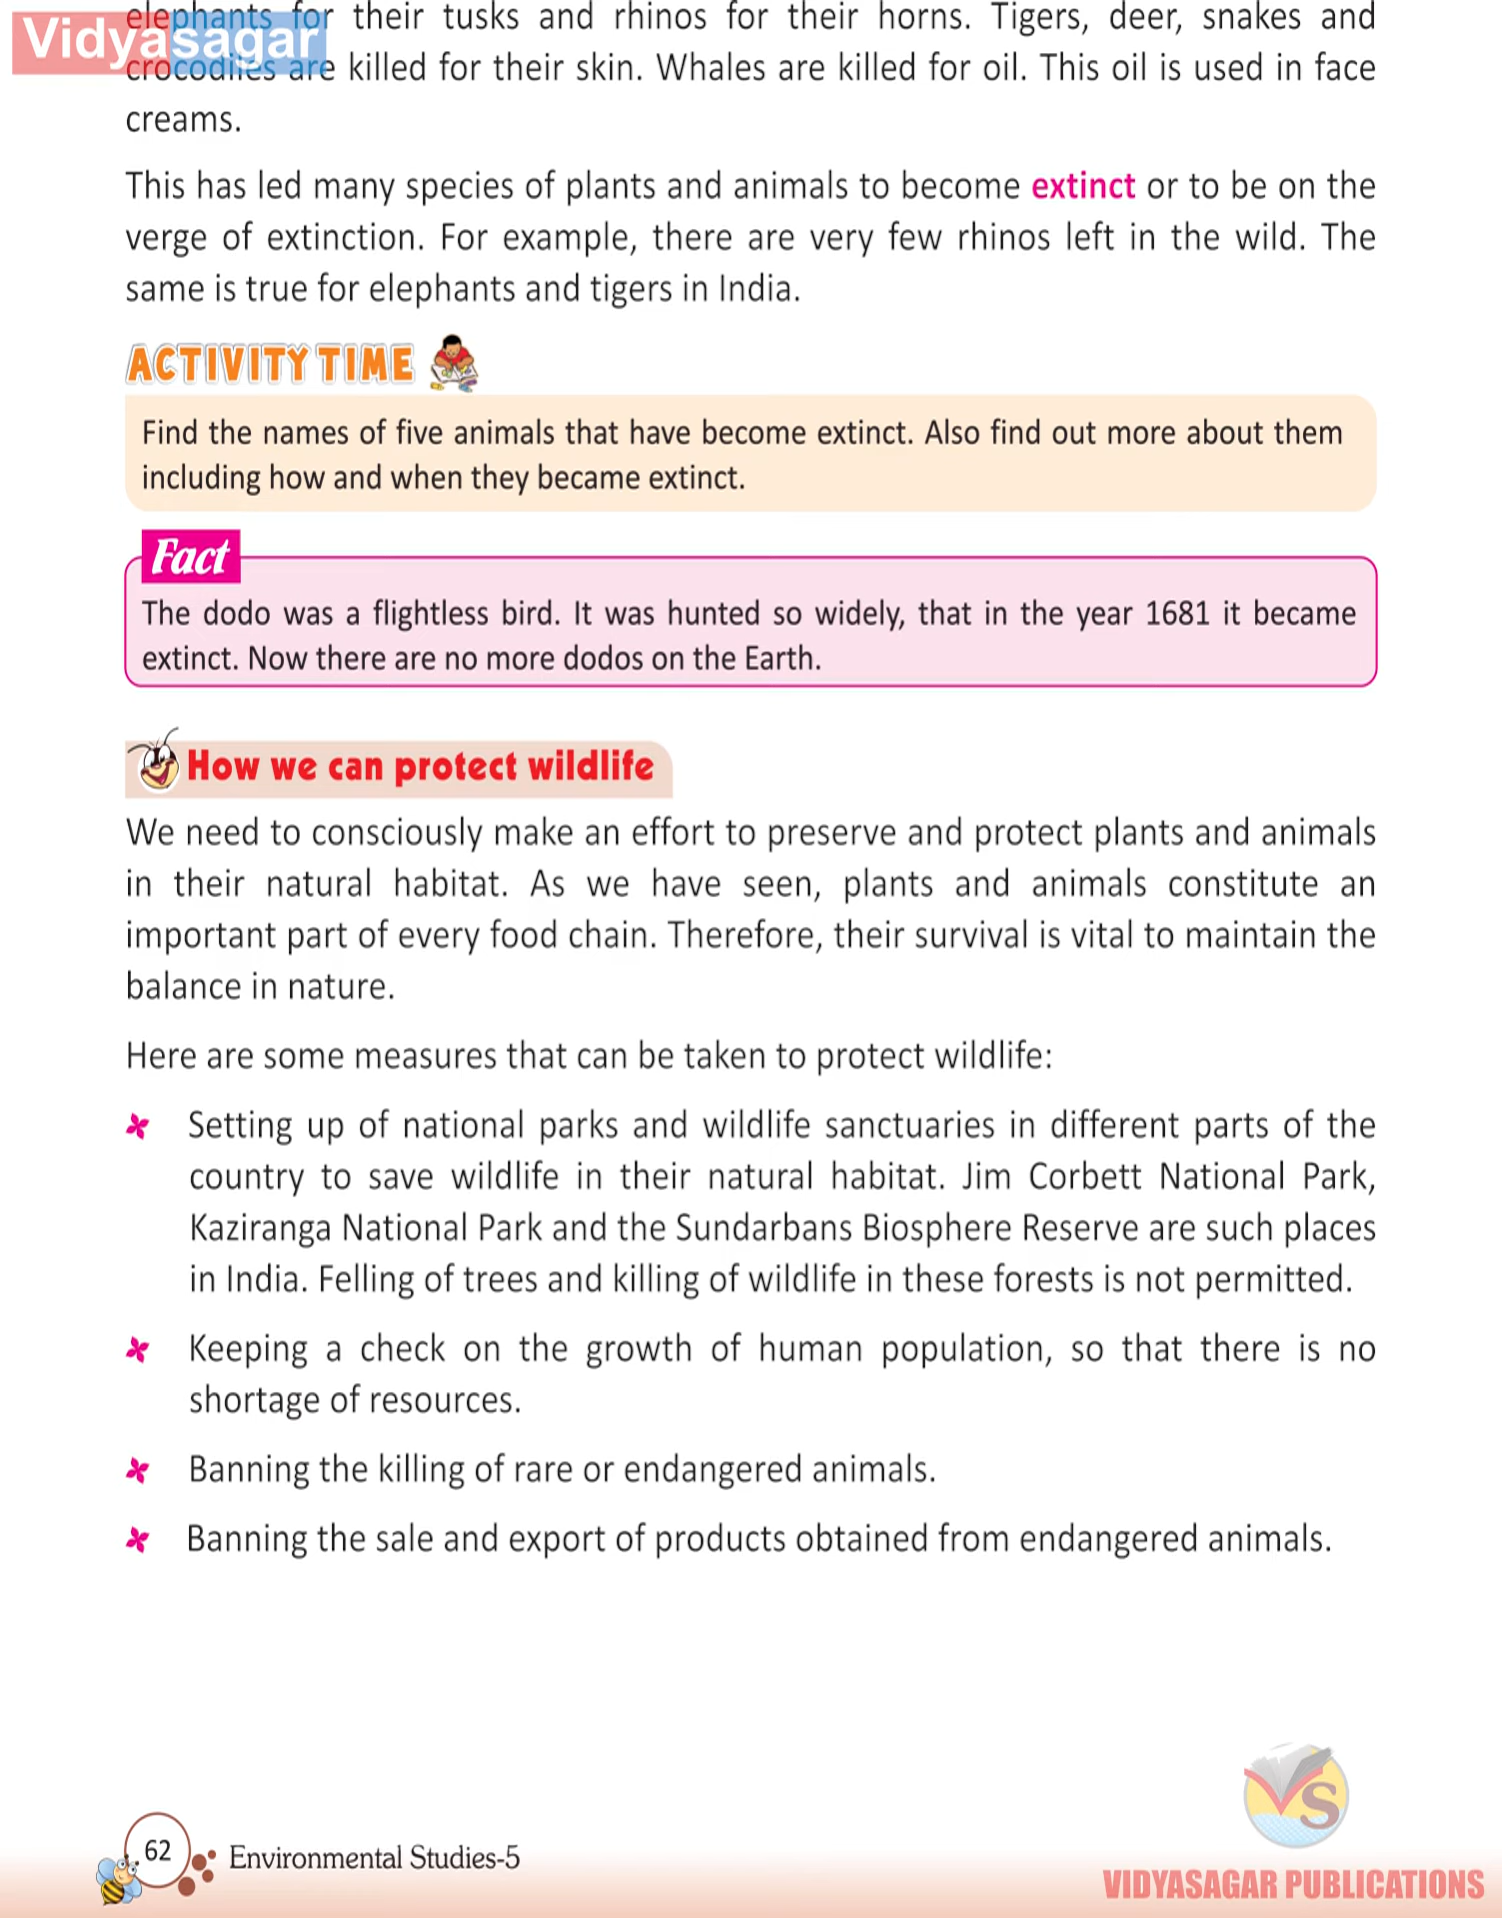 Vidyasagar
elephants for their tusks and rhinos for their horns. Tigers, deer, snakes and
crocodiles are killed for their skin. Whales are killed for oil. This oil is used in face
creams.
This has led many species of plants and animals to become extinct or to be on the
verge of extinction. For example, there are very few rhinos left in the wild. The
same is true for elephants and tigers in India.
ACTIVITY TIME
Find the names of five animals that have become extinct. Also find out more about them
including how and when they became extinct.
Fact
The dodo was a flightless bird. It was hunted so widely, that in the year 1681 it became
extinct. Now there are no more dodos on the Earth.
How we can protect wildlife
We need to consciously make an effort to preserve and protect plants and animals
in their natural habitat. As we have seen, plants and animals constitute an
important part of every food chain. Therefore, their survival is vital to maintain the
balance in nature.
Here are some measures that can be taken to protect wildlife:
Setting up of national parks and wildlife sanctuaries in different parts of the
country to save wildlife in their natural habitat. Jim Corbett National Park,
Kaziranga National Park and the Sundarbans Biosphere Reserve are such places
in India. Felling of trees and killing of wildlife in these forests is not permitted.
Keeping a check on the growth of human population, so that there is no
shortage of resources.
Banning the killing of rare or endangered animals.
Banning the sale and export of products obtained from endangered animals.
VS
62 Environmental Studies-5
VIDYASAGAR PUBLICATIONS